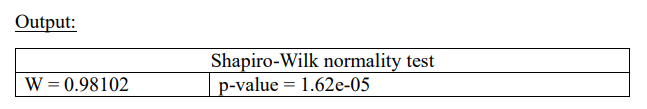 Output:
Shapiro-Wilk normality test
W = 0.98102 p-value = 1.62e-05